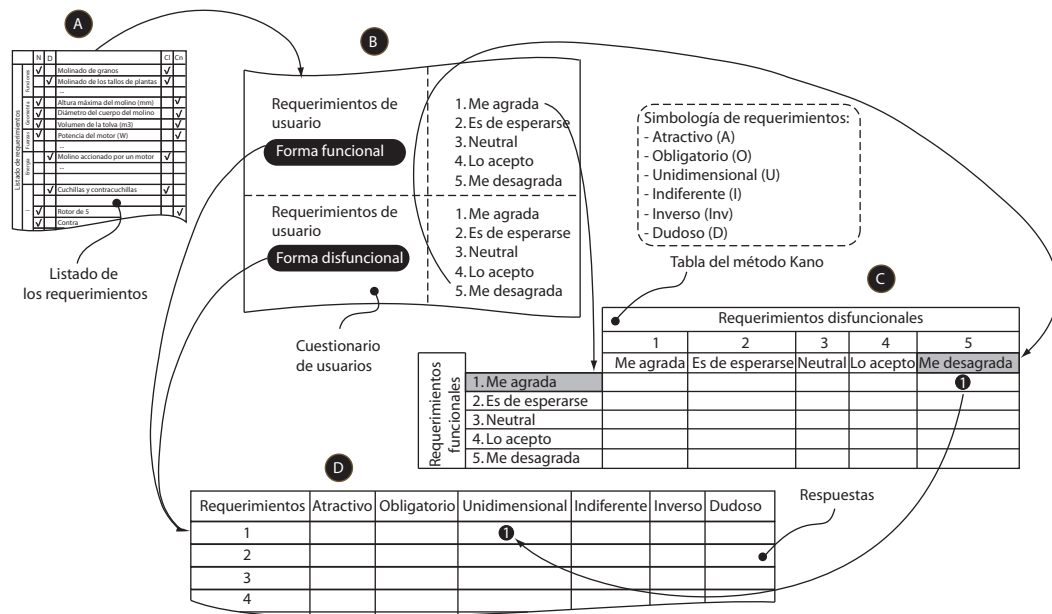 A
N D Cl Cn
Listado de requerimientos
Funciones
Molinado de granos
Molinado de los tallos de plantas
...
Geometría
Altura máxima del molino (mm)
Diámetro del cuerpo del molino
Volumen de la tolva (m3)
Fuerzas
Potencia del motor (W)
...
Energía
Molino accionado por un motor
...
Cuchillas y contracuchillas
...
Rotor de 5
Contra
Listado de
los requerimientos
B
Requerimientos de
usuario
Forma funcional
1. Me agrada
2. Es de esperarse
3. Neutral
4. Lo acepto
5. Me desagrada
Requerimientos de
usuario
Forma disfuncional
1. Me agrada
2. Es de esperarse
3. Neutral
4. Lo acepto
5. Me desagrada
Cuestionario
de usuarios
Simbología de requerimientos:
- Atractivo (A)
- Obligatorio (O)
- Unidimensional (U)
- Indiferente (I)
- Inverso (Inv)
- Dudoso (D)
Tabla del método Kano
C
Requerimientos disfuncionales
1 2 3 4 5
Me agrada Es de esperarse Neutral Lo acepto Me desagrada
Requerimientos
funcionales
1. Me agrada 1
2. Es de esperarse
3. Neutral
4. Lo acepto
5. Me desagrada
D
Requerimientos Atractivo Obligatorio Unidimensional Indiferente Inverso Dudoso
1 1
2
3
4
Respuestas